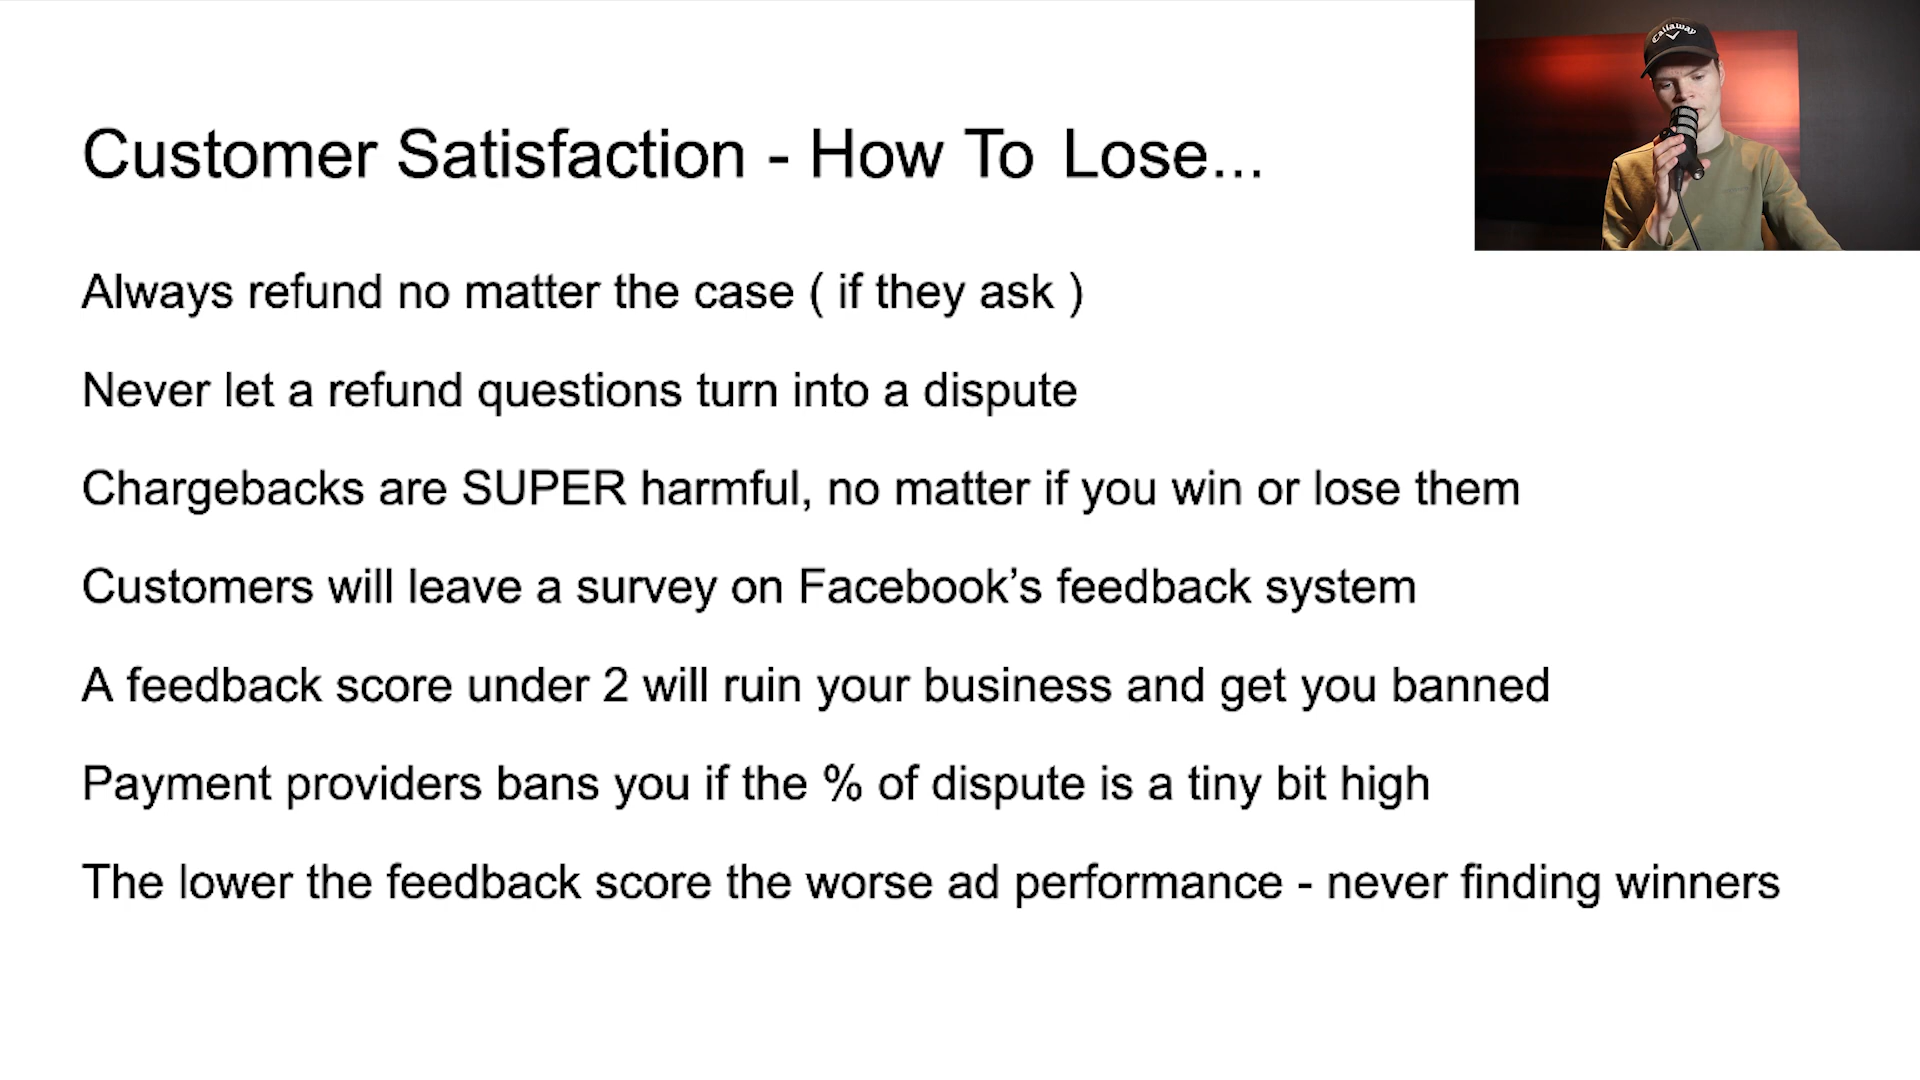 Callaway
Customer Satisfaction - How To Lose...
Always refund no matter the case ( if they ask )
Never let a refund questions turn into a dispute
Chargebacks are SUPER harmful, no matter if you win or lose them
Customers will leave a survey on Facebook’s feedback system
A feedback score under 2 will ruin your business and get you banned
Payment providers bans you if the % of dispute is a tiny bit high
The lower the feedback score the worse ad performance - never finding winners